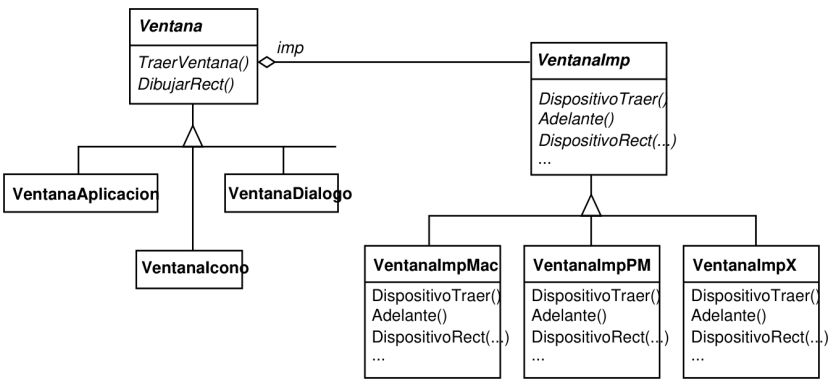 Ventana
TraerVentana()
DibujarRect()
imp
VentanaImp
DispositivoTraer()
Adelante()
DispositivoRect(...)
...
VentanaAplicacion
VentanaDialogo
VentanaIcono
VentanaImpMac
DispositivoTraer()
Adelante()
DispositivoRect(...)
...
VentanaImpPM
DispositivoTraer()
Adelante()
DispositivoRect(...)
...
VentanaImpX
DispositivoTraer()
Adelante()
DispositivoRect(...)
...